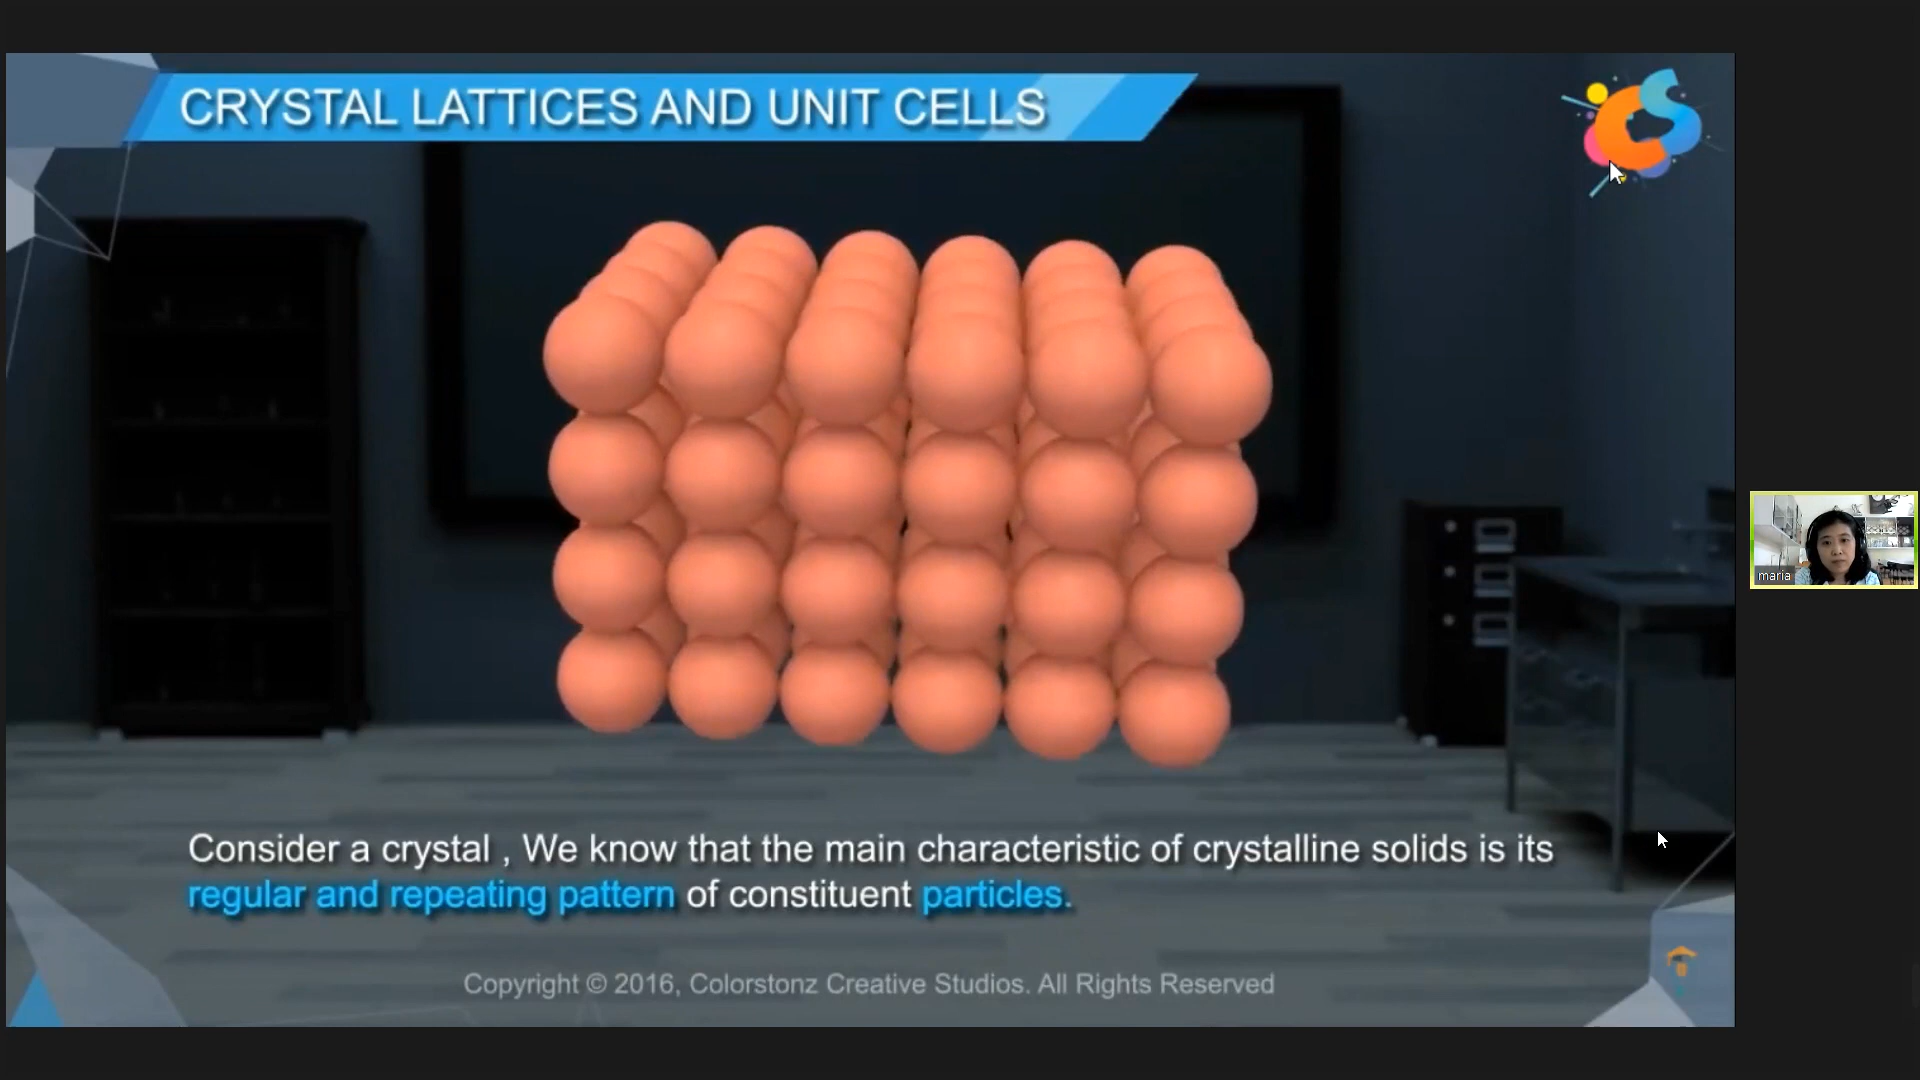 CRYSTAL LATTICES AND UNIT CELLS
Consider a crystal , We know that the main characteristic of crystalline solids is its
regular and repeating pattern of constituent particles.
Copyright © 2016, Colorstonz Creative Studios. All Rights Reserved
maria